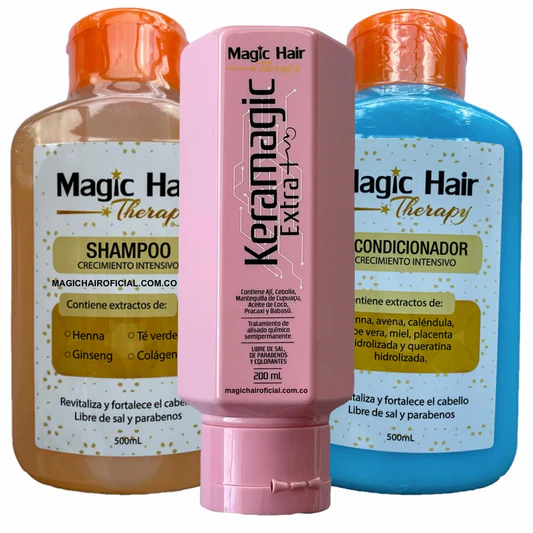 Magic Hair
Therapy
SHAMPOO
CRECIMIENTO INTENSIVO
MAGICHAIROFICIAL.COM.CO
Contiene extractos de:
Henna
Té verde
Ginseng
Colágeno
Revitaliza y fortalece el cabello
Libre de sal y parabenos
500mL
Magic Hair
Therapy
Keramagic
Extra
Contiene Ají, Cebolla,
Mantequilla de Cupuaçu,
Aceite de Coco,
Pracaxi y Babasú.
Tratamiento de
alisado químico
semipermanente
LIBRE DE SAL,
DE PARABENOS
Y COLORANTES
200 mL
magichairoficial.com.co
Magic Hair
Therapy
CONDICIONADOR
CRECIMIENTO INTENSIVO
Contiene extractos de:
Henna, avena, caléndula,
aloe vera, miel, placenta
hidrolizada y queratina
hidrolizada.
Revitaliza y fortalece el cabello
Libre de sal y parabenos
500mL